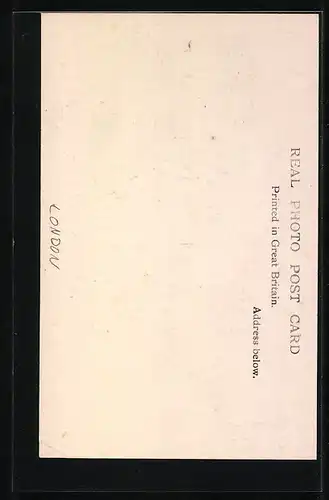 REAL PHOTO POST CARD
Printed in Great Britain.
Address below.
LONDON